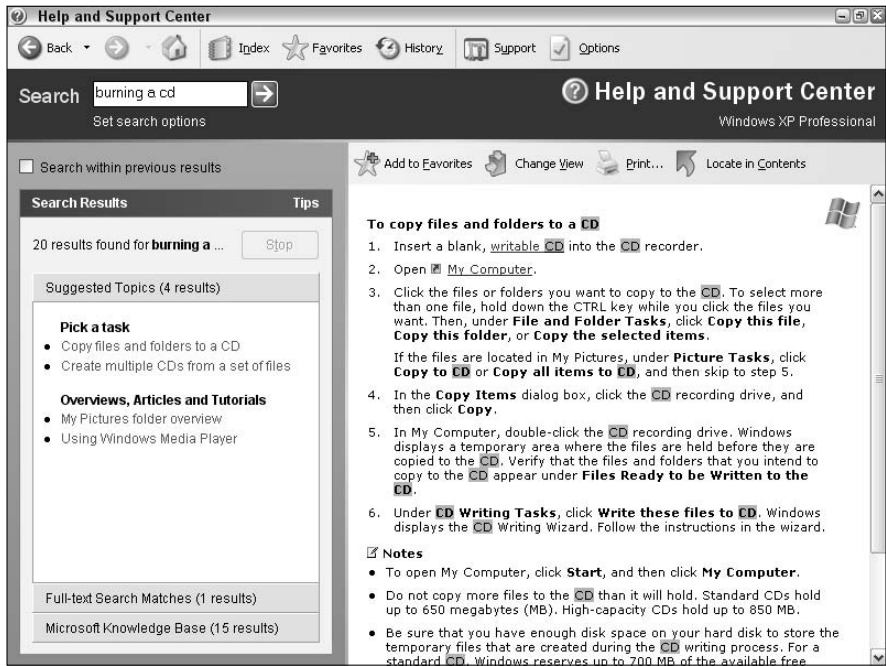 Help and Support Center
Back
Index
Favorites
History
Support
Options
Search
burning a cd
Set search options
Help and Support Center
Windows XP Professional
Search within previous results
Add to Favorites
Change View
Print...
Locate in Contents
Search Results
Tips
20 results found for burning a ...
Stop
Suggested Topics (4 results)
Pick a task
• Copy files and folders to a CD
• Create multiple CDs from a set of files
Overviews, Articles and Tutorials
• My Pictures folder overview
• Using Windows Media Player
Full-text Search Matches (1 results)
Microsoft Knowledge Base (15 results)
To copy files and folders to a CD
1. Insert a blank, writable CD into the CD recorder.
2. Open My Computer.
3. Click the files or folders you want to copy to the CD. To select more
than one file, hold down the CTRL key while you click the files you
want. Then, under File and Folder Tasks, click Copy this file,
Copy this folder, or Copy the selected items.
If the files are located in My Pictures, under Picture Tasks, click
Copy to CD or Copy all items to CD, and then skip to step 5.
4. In the Copy Items dialog box, click the CD recording drive, and
then click Copy.
5. In My Computer, double-click the CD recording drive. Windows
displays a temporary area where the files are held before they are
copied to the CD. Verify that the files and folders that you intend to
copy to the CD appear under Files Ready to be Written to the
CD.
6. Under CD Writing Tasks, click Write these files to CD. Windows
displays the CD Writing Wizard. Follow the instructions in the wizard.
Notes
• To open My Computer, click Start, and then click My Computer.
• Do not copy more files to the CD than it will hold. Standard CDs hold
up to 650 megabytes (MB). High-capacity CDs hold up to 850 MB.
• Be sure that you have enough disk space on your hard disk to store the
temporary files that are created during the CD writing process. For a
standard CD, Windows reserves up to 700 MB of the available free